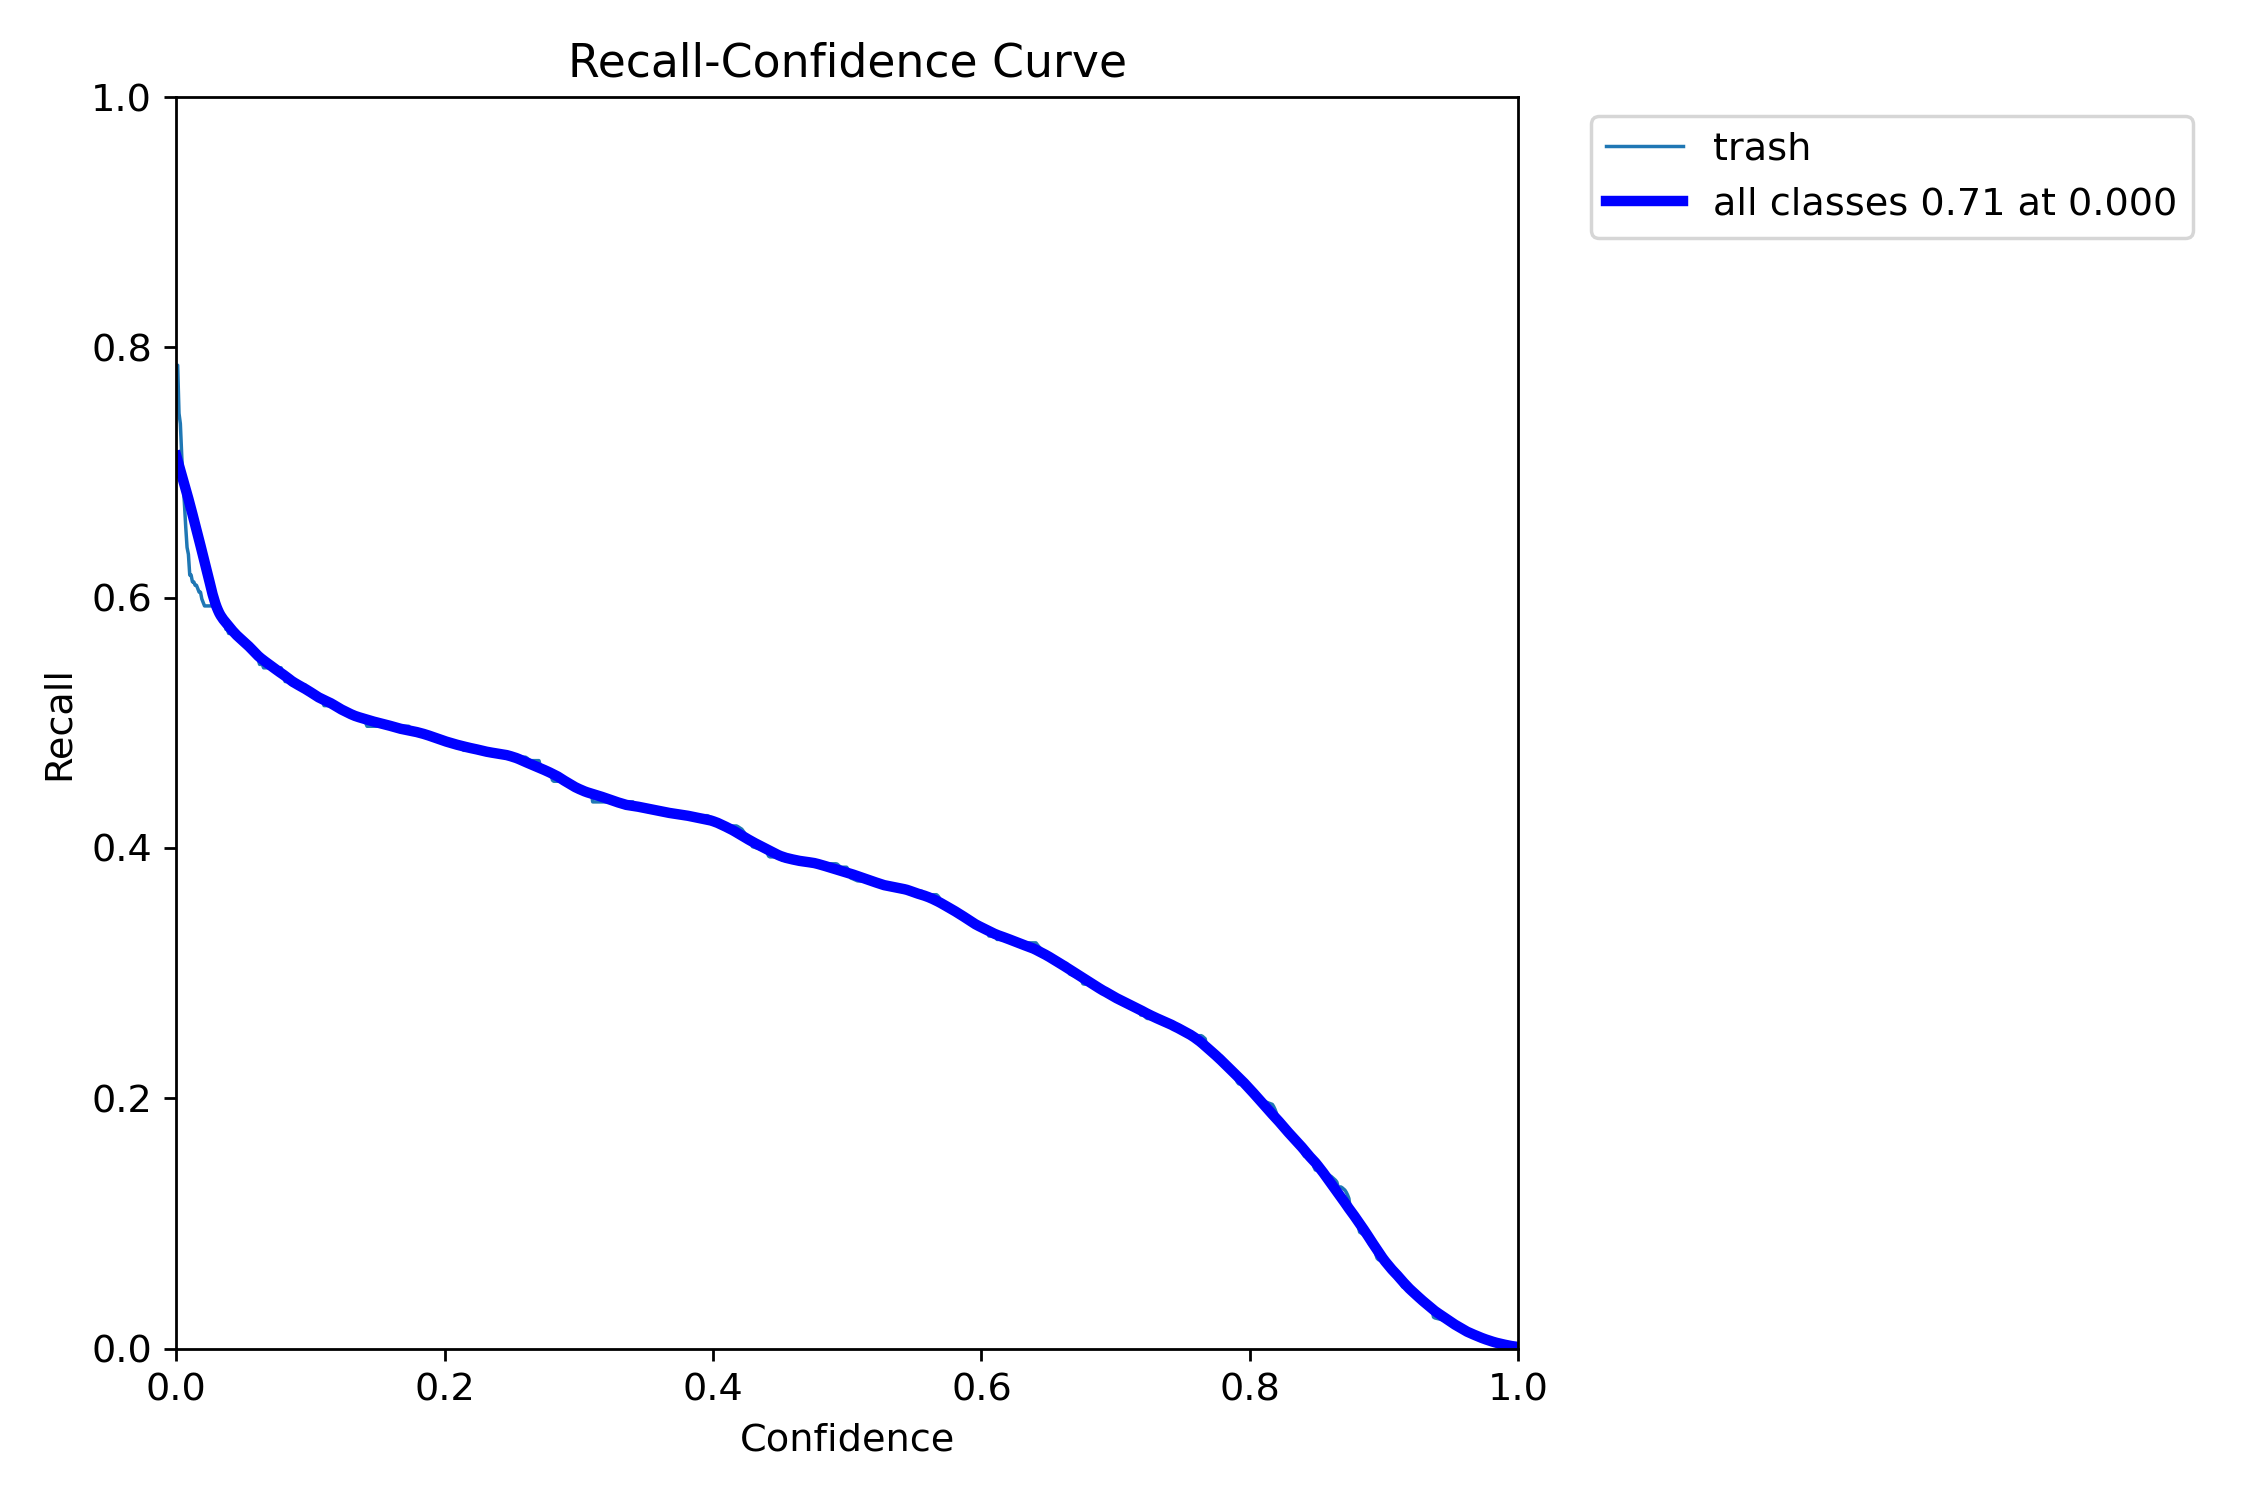 Recall-Confidence Curve
trash
all classes 0.71 at 0.000
1.0
0.8
0.6
0.4
0.2
0.0
Recall
0.0 0.2 0.4 0.6 0.8 1.0
Confidence